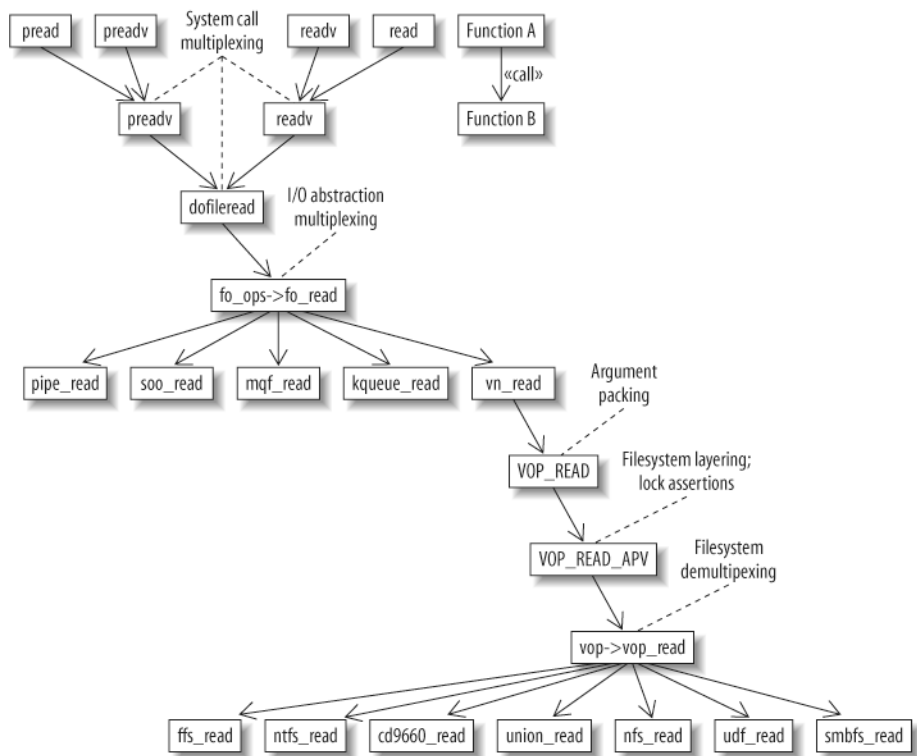 System call
multiplexing
pread
preadv
readv
read
Function A
«call»
preadv
readv
Function B
dofileread
I/O abstraction
multiplexing
fo_ops->fo_read
pipe_read
soo_read
mqf_read
kqueue_read
vn_read
Argument
packing
VOP_READ
Filesystem layering;
lock assertions
VOP_READ_APV
Filesystem
demultipexing
vop->vop_read
ffs_read
ntfs_read
cd9660_read
union_read
nfs_read
udf_read
smbfs_read